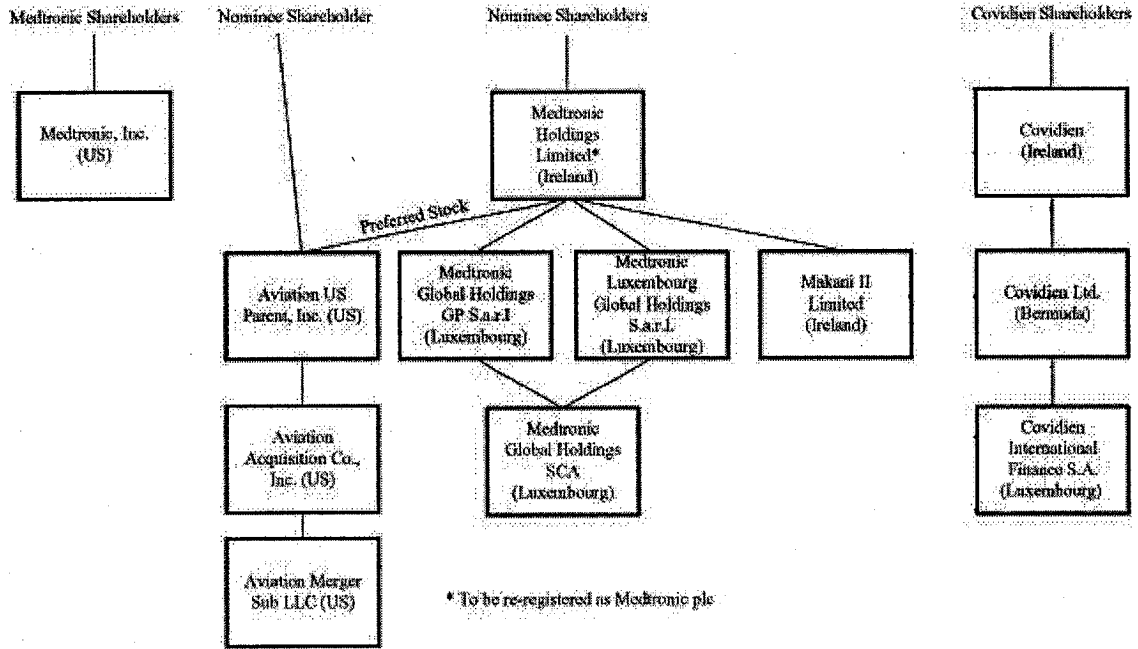 Medtronic Shareholders
Nominee Shareholder
Nominee Shareholders
Covidien Shareholders
Medtronic, Inc.
(US)
Medtronic
Holdings
Limited*
(Ireland)
Covidien
(Ireland)
Preferred Stock
Aviation US
Parent, Inc. (US)
Medtronic
Global Holdings
GP S.a.r.l
(Luxembourg)
Medtronic
Luxembourg
Global Holdings
S.a.r.l.
(Luxembourg)
Makani II
Limited
(Ireland)
Covidien Ltd.
(Bermuda)
Aviation
Acquisition Co.,
Inc. (US)
Medtronic
Global Holdings
SCA
(Luxembourg)
Covidien
International
Finance S.A.
(Luxembourg)
Aviation Merger
Sub LLC (US)
* To be re-registered as Medtronic plc